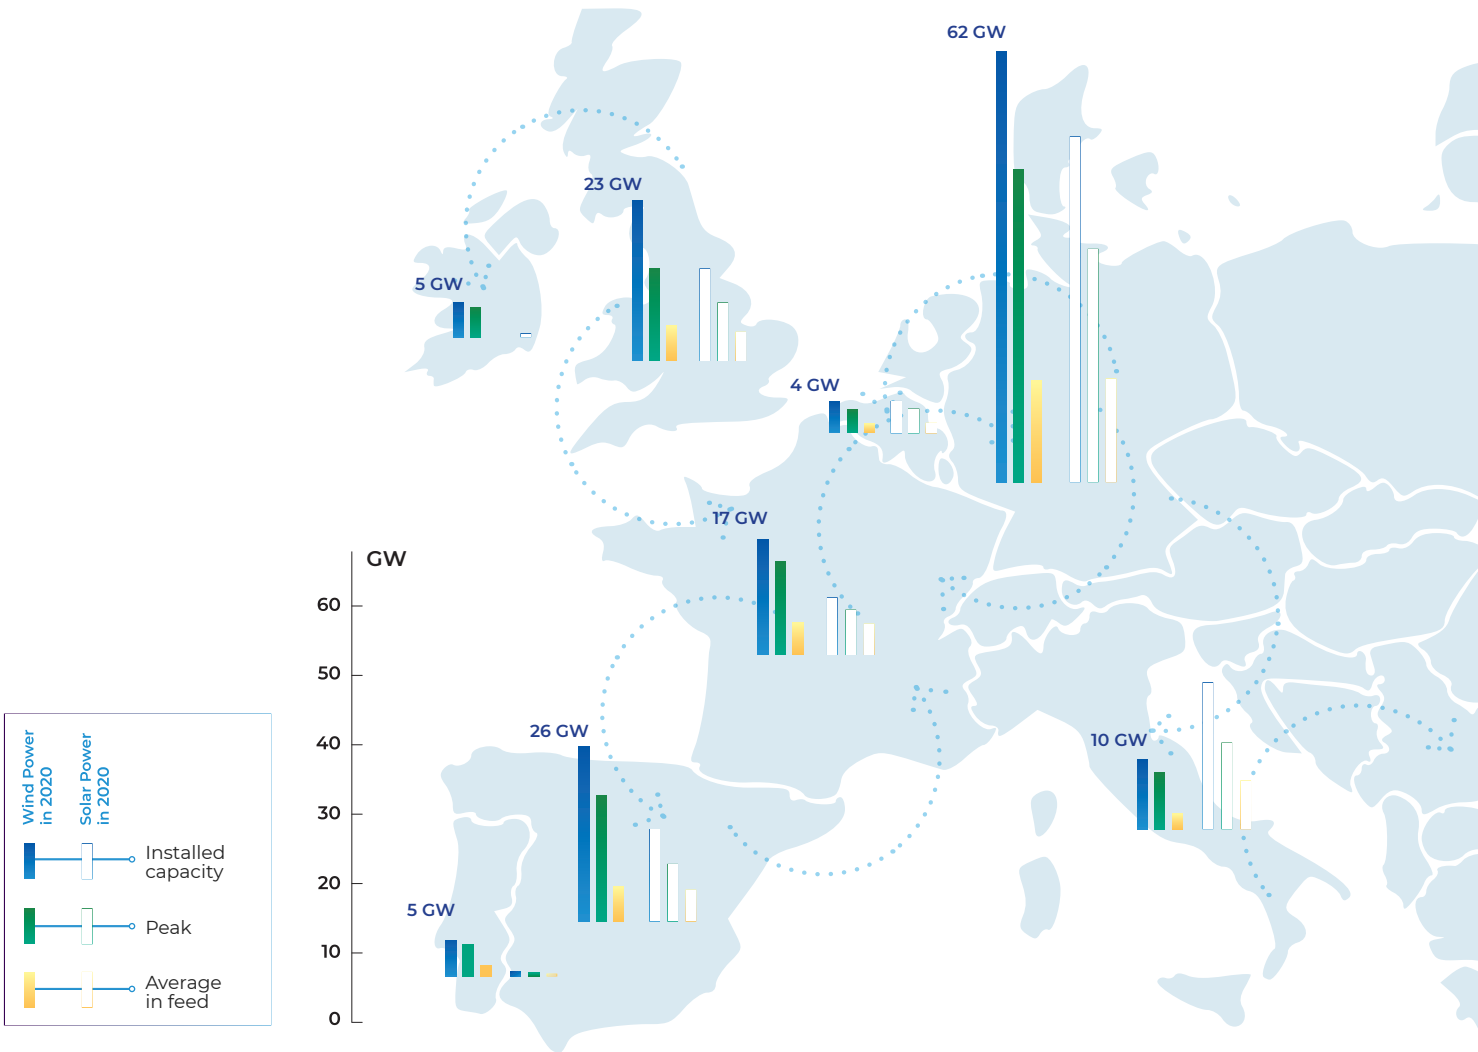 62 GW
23 GW
5 GW
4 GW
17 GW
GW
60
50
40
30
20
10
0
26 GW
10 GW
5 GW
Wind Power
in 2020
Solar Power
in 2020
Installed
capacity
Peak
Average
in feed